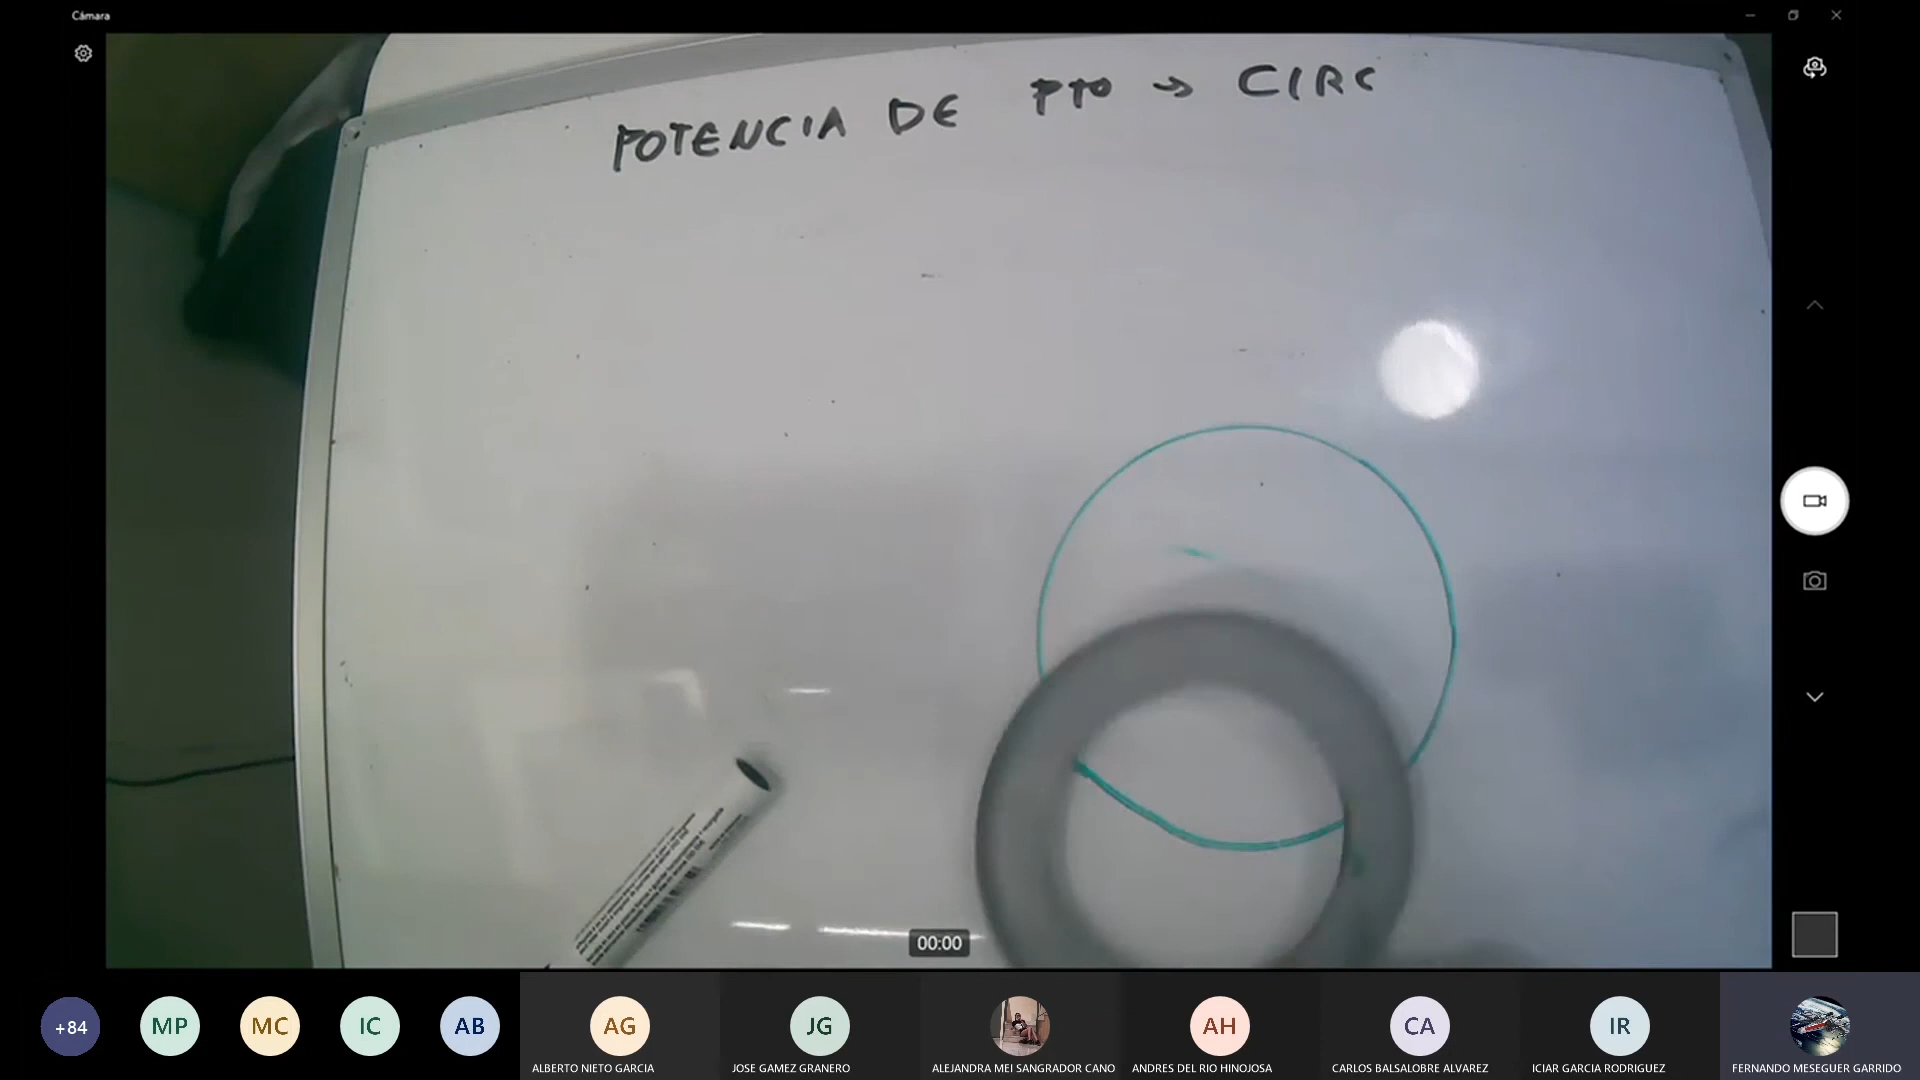 Cámara
POTENCIA DE PTO → CIRC
00:00
+84
MP
MC
IC
AB
AG
JG
AH
CA
IR
ALBERTO NIETO GARCIA
JOSE GAMEZ GRANERO
ALEJANDRA MEI SANGRADOR CANO
ANDRES DEL RIO HINOJOSA
CARLOS BALSALOBRE ALVAREZ
ICIAR GARCIA RODRIGUEZ
FERNANDO MESEGUER GARRIDO